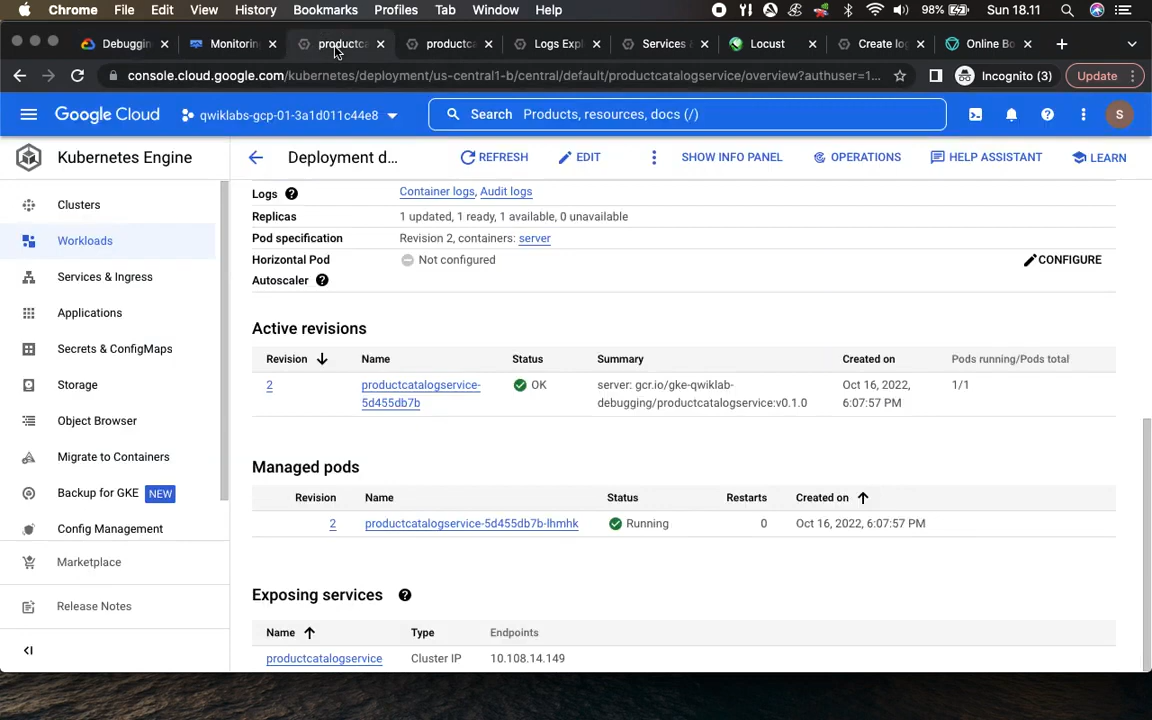 Chrome File Edit View History Bookmarks Profiles Tab Window Help 98% Sun 18.11
Debuggin Monitorin productca productca Logs Expl Services Locust Create log Online Bo
console.cloud.google.com/kubernetes/deployment/us-central1-b/central/default/productcatalogservice/overview?authuser=1... Incognito (3) Update
Google Cloud qwiklabs-gcp-01-3a1d011c44e8 Search Products, resources, docs (/) S
Kubernetes Engine Deployment d... REFRESH EDIT SHOW INFO PANEL OPERATIONS HELP ASSISTANT LEARN
Clusters
Workloads
Services & Ingress
Applications
Secrets & ConfigMaps
Storage
Object Browser
Migrate to Containers
Backup for GKE NEW
Config Management
Marketplace
Release Notes
Logs Container logs, Audit logs
Replicas 1 updated, 1 ready, 1 available, 0 unavailable
Pod specification Revision 2, containers: server
Horizontal Pod Not configured CONFIGURE
Autoscaler
Active revisions
Revision Name Status Summary Created on Pods running/Pods total
2 productcatalogservice- OK server: gcr.io/gke-qwiklab- Oct 16, 2022, 1/1
5d455db7b debugging/productcatalogservice:v0.1.0 6:07:57 PM
Managed pods
Revision Name Status Restarts Created on
2 productcatalogservice-5d455db7b-lhmhk Running 0 Oct 16, 2022, 6:07:57 PM
Exposing services
Name Type Endpoints
productcatalogservice Cluster IP 10.108.14.149